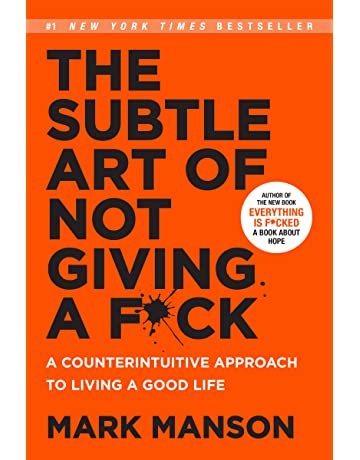 #1 NEW YORK TIMES BESTSELLER
THE
SUBTLE
ART OF
NOT
GIVING
A F*CK
AUTHOR OF
THE NEW BOOK
EVERYTHING
IS F*CKED
A BOOK ABOUT
HOPE
A COUNTERINTUITIVE APPROACH
TO LIVING A GOOD LIFE
MARK MANSON